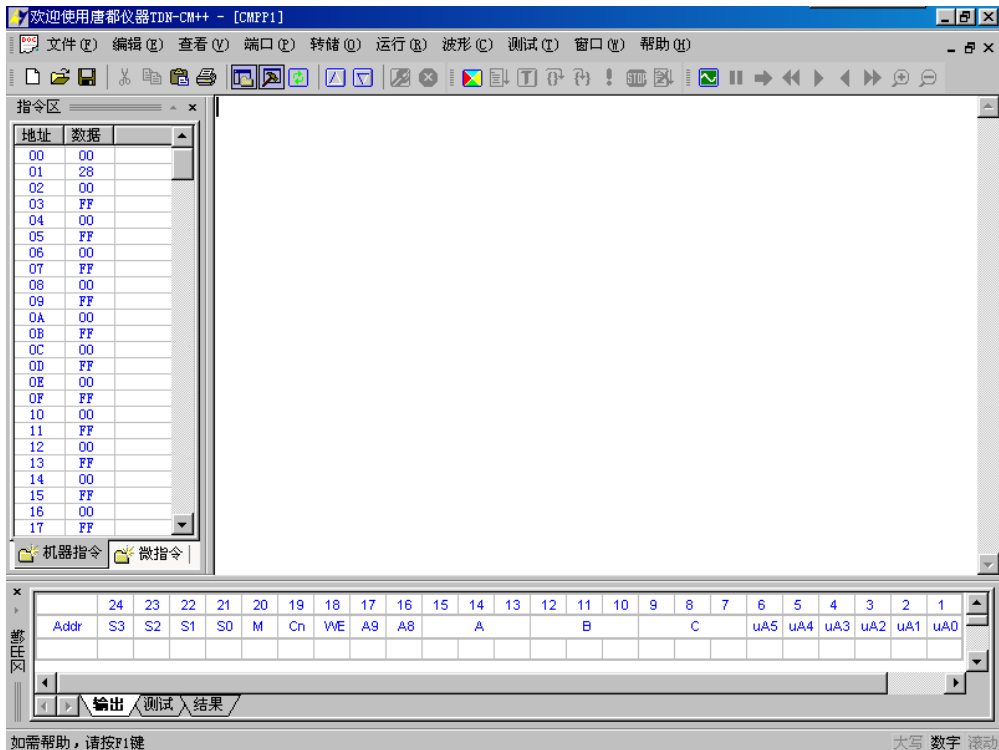 欢迎使用唐都仪器TDN-CM++ - [CMPP1]
文件(F) 编辑(E) 查看(V) 端口(P) 转储(O) 运行(R) 波形(C) 测试(T) 窗口(W) 帮助(H)
指令区
地址 数据
00 00
01 28
02 00
03 FF
04 00
05 FF
06 00
07 FF
08 00
09 FF
0A 00
0B FF
0C 00
0D FF
0E 00
0F FF
10 00
11 FF
12 00
13 FF
14 00
15 FF
16 00
17 FF
机器指令 微指令
24 23 22 21 20 19 18 17 16 15 14 13 12 11 10 9 8 7 6 5 4 3 2 1
Addr S3 S2 S1 S0 M Cn WE A9 A8 A B C uA5 uA4 uA3 uA2 uA1 uA0
输出 测试 结果
如需帮助，请按F1键 大写 数字 滚动